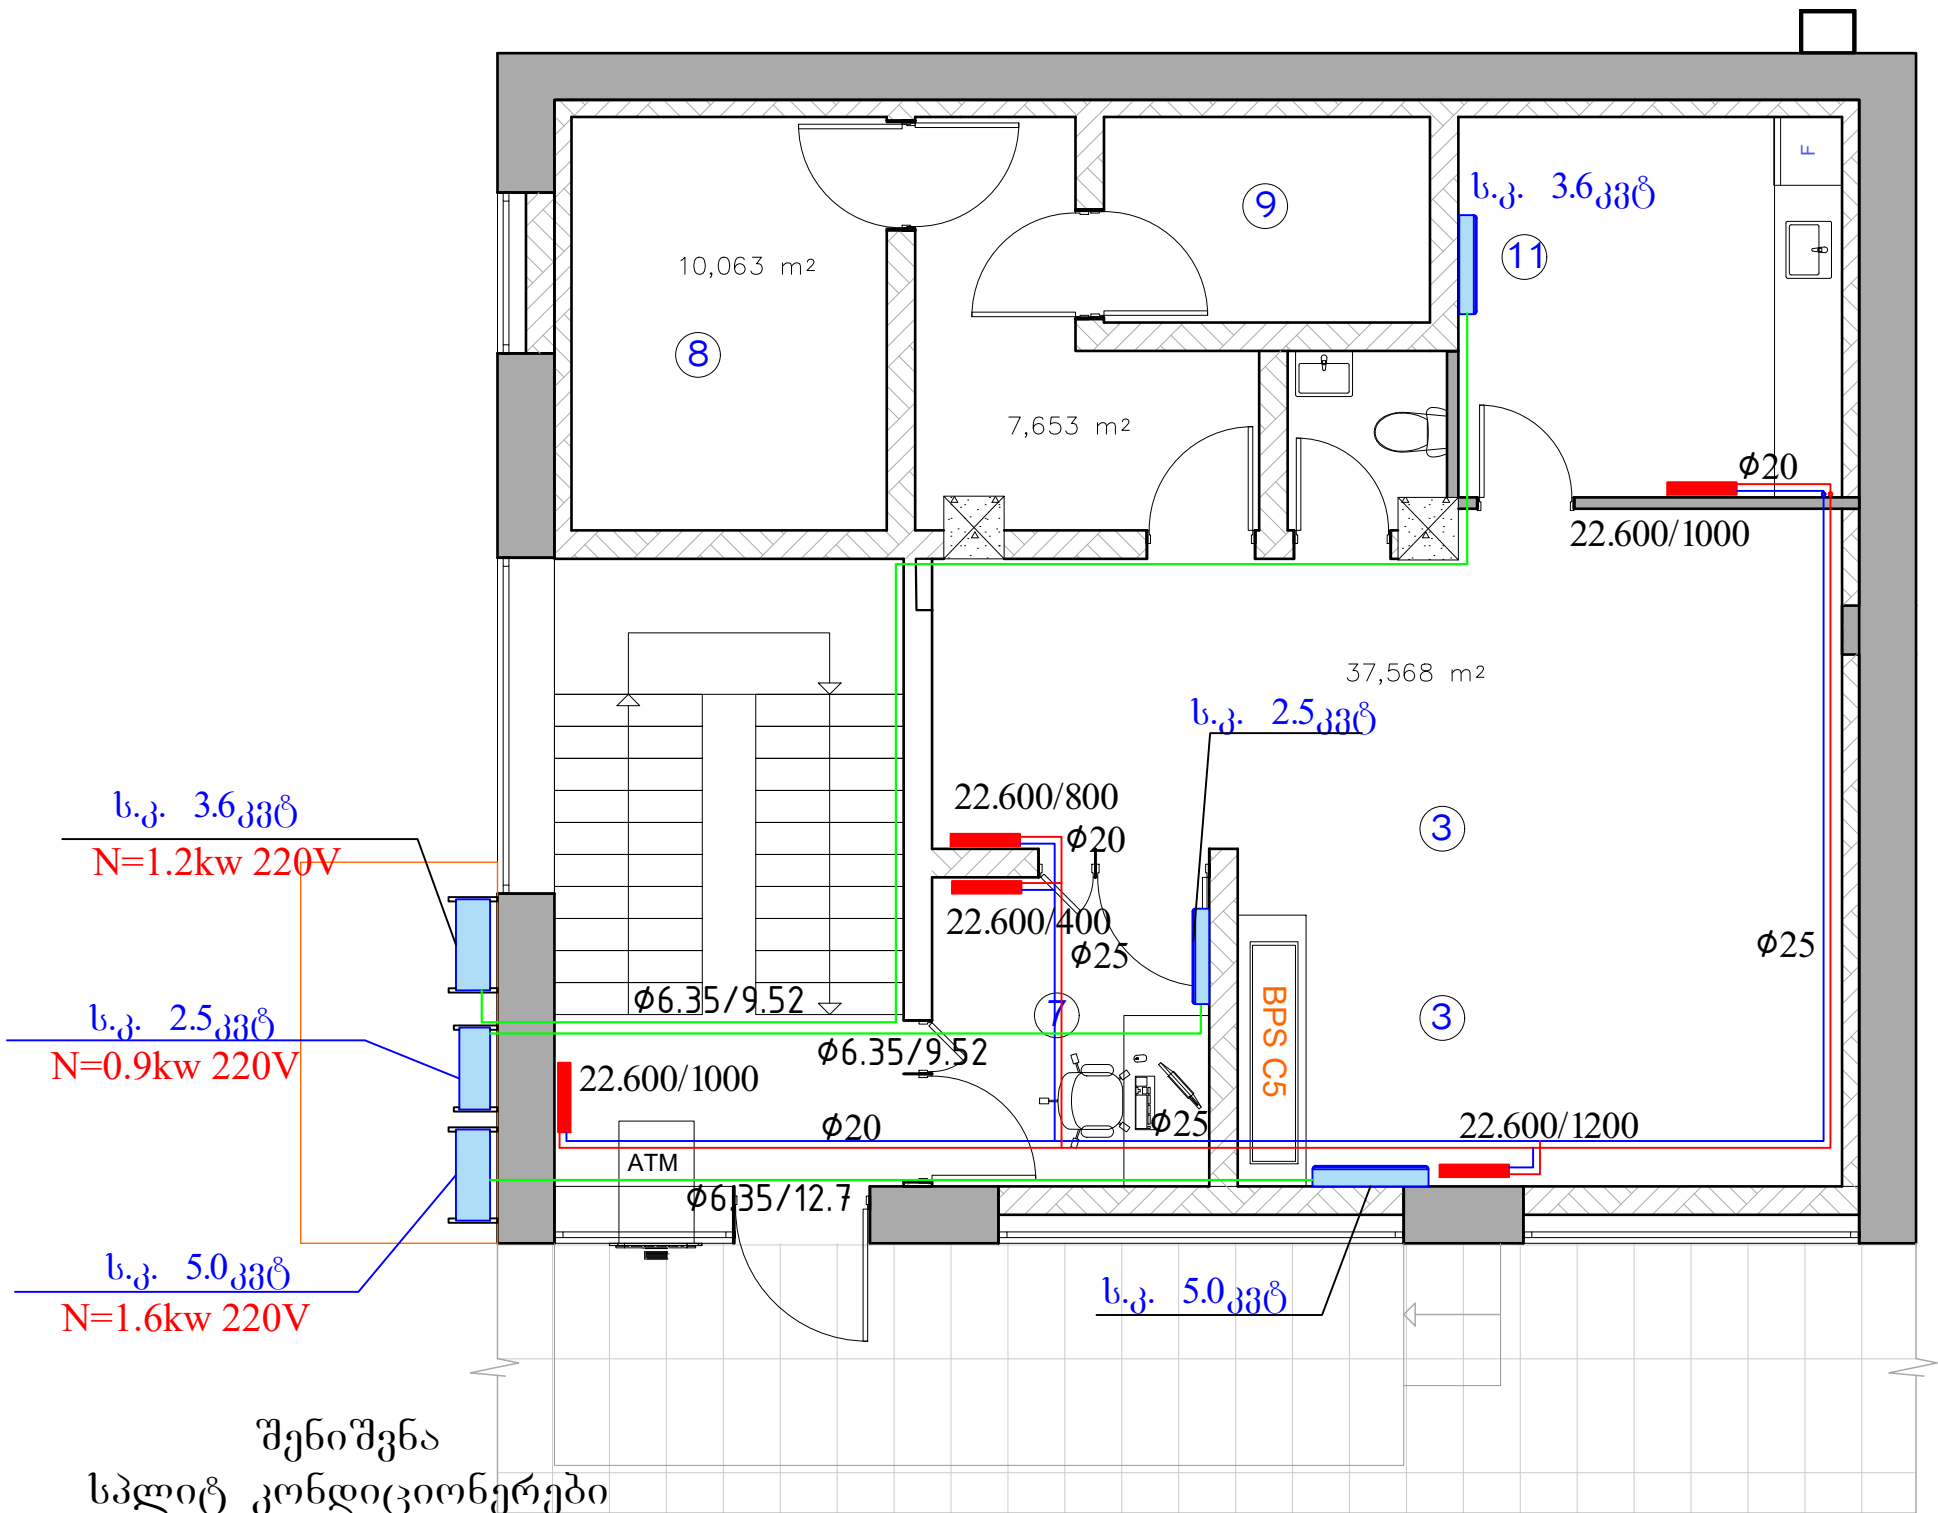 F
ს.კ. 3.6კვტ
9
11
10,063 m²
8
7,653 m²
φ20
22.600/1000
37,568 m²
ს.კ. 2.5კვტ
22.600/800
φ20
3
ს.კ. 3.6კვტ
N=1.2kw 220V
22.600/400
φ25
φ25
φ6.35/9.52
7
BPS C5
3
ს.კ. 2.5კვტ
N=0.9kw 220V
φ6.35/9.52
22.600/1000
φ20
φ25
22.600/1200
ATM
φ6.35/12.7
ს.კ. 5.0კვტ
N=1.6kw 220V
ს.კ. 5.0კვტ
შენიშვნა
სპლიტ კონდიციონერები